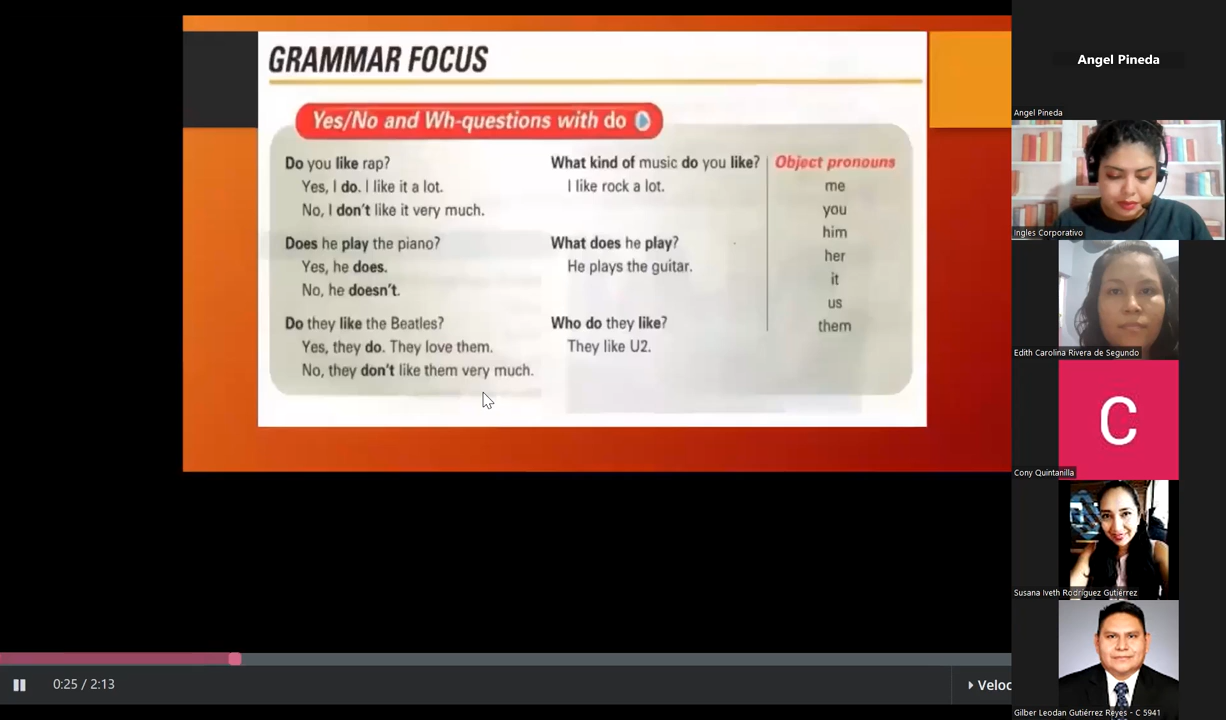 GRAMMAR FOCUS
Yes/No and Wh-questions with do
Do you like rap?
Yes, I do. I like it a lot.
No, I don't like it very much.
Does he play the piano?
Yes, he does.
No, he doesn't.
Do they like the Beatles?
Yes, they do. They love them.
No, they don't like them very much.
What kind of music do you like?
I like rock a lot.
What does he play?
He plays the guitar.
Who do they like?
They like U2.
Object pronouns
me
you
him
her
it
us
them
Angel Pineda
Angel Pineda
Ingles Corporativo
Edith Carolina Rivera de Segundo
C
Cony Quintanilla
Susana Iveth Rodriguez Gutiérrez
Gilber Leodan Gutiérrez Reyes - C 5941
0:25 / 2:13
Veloc